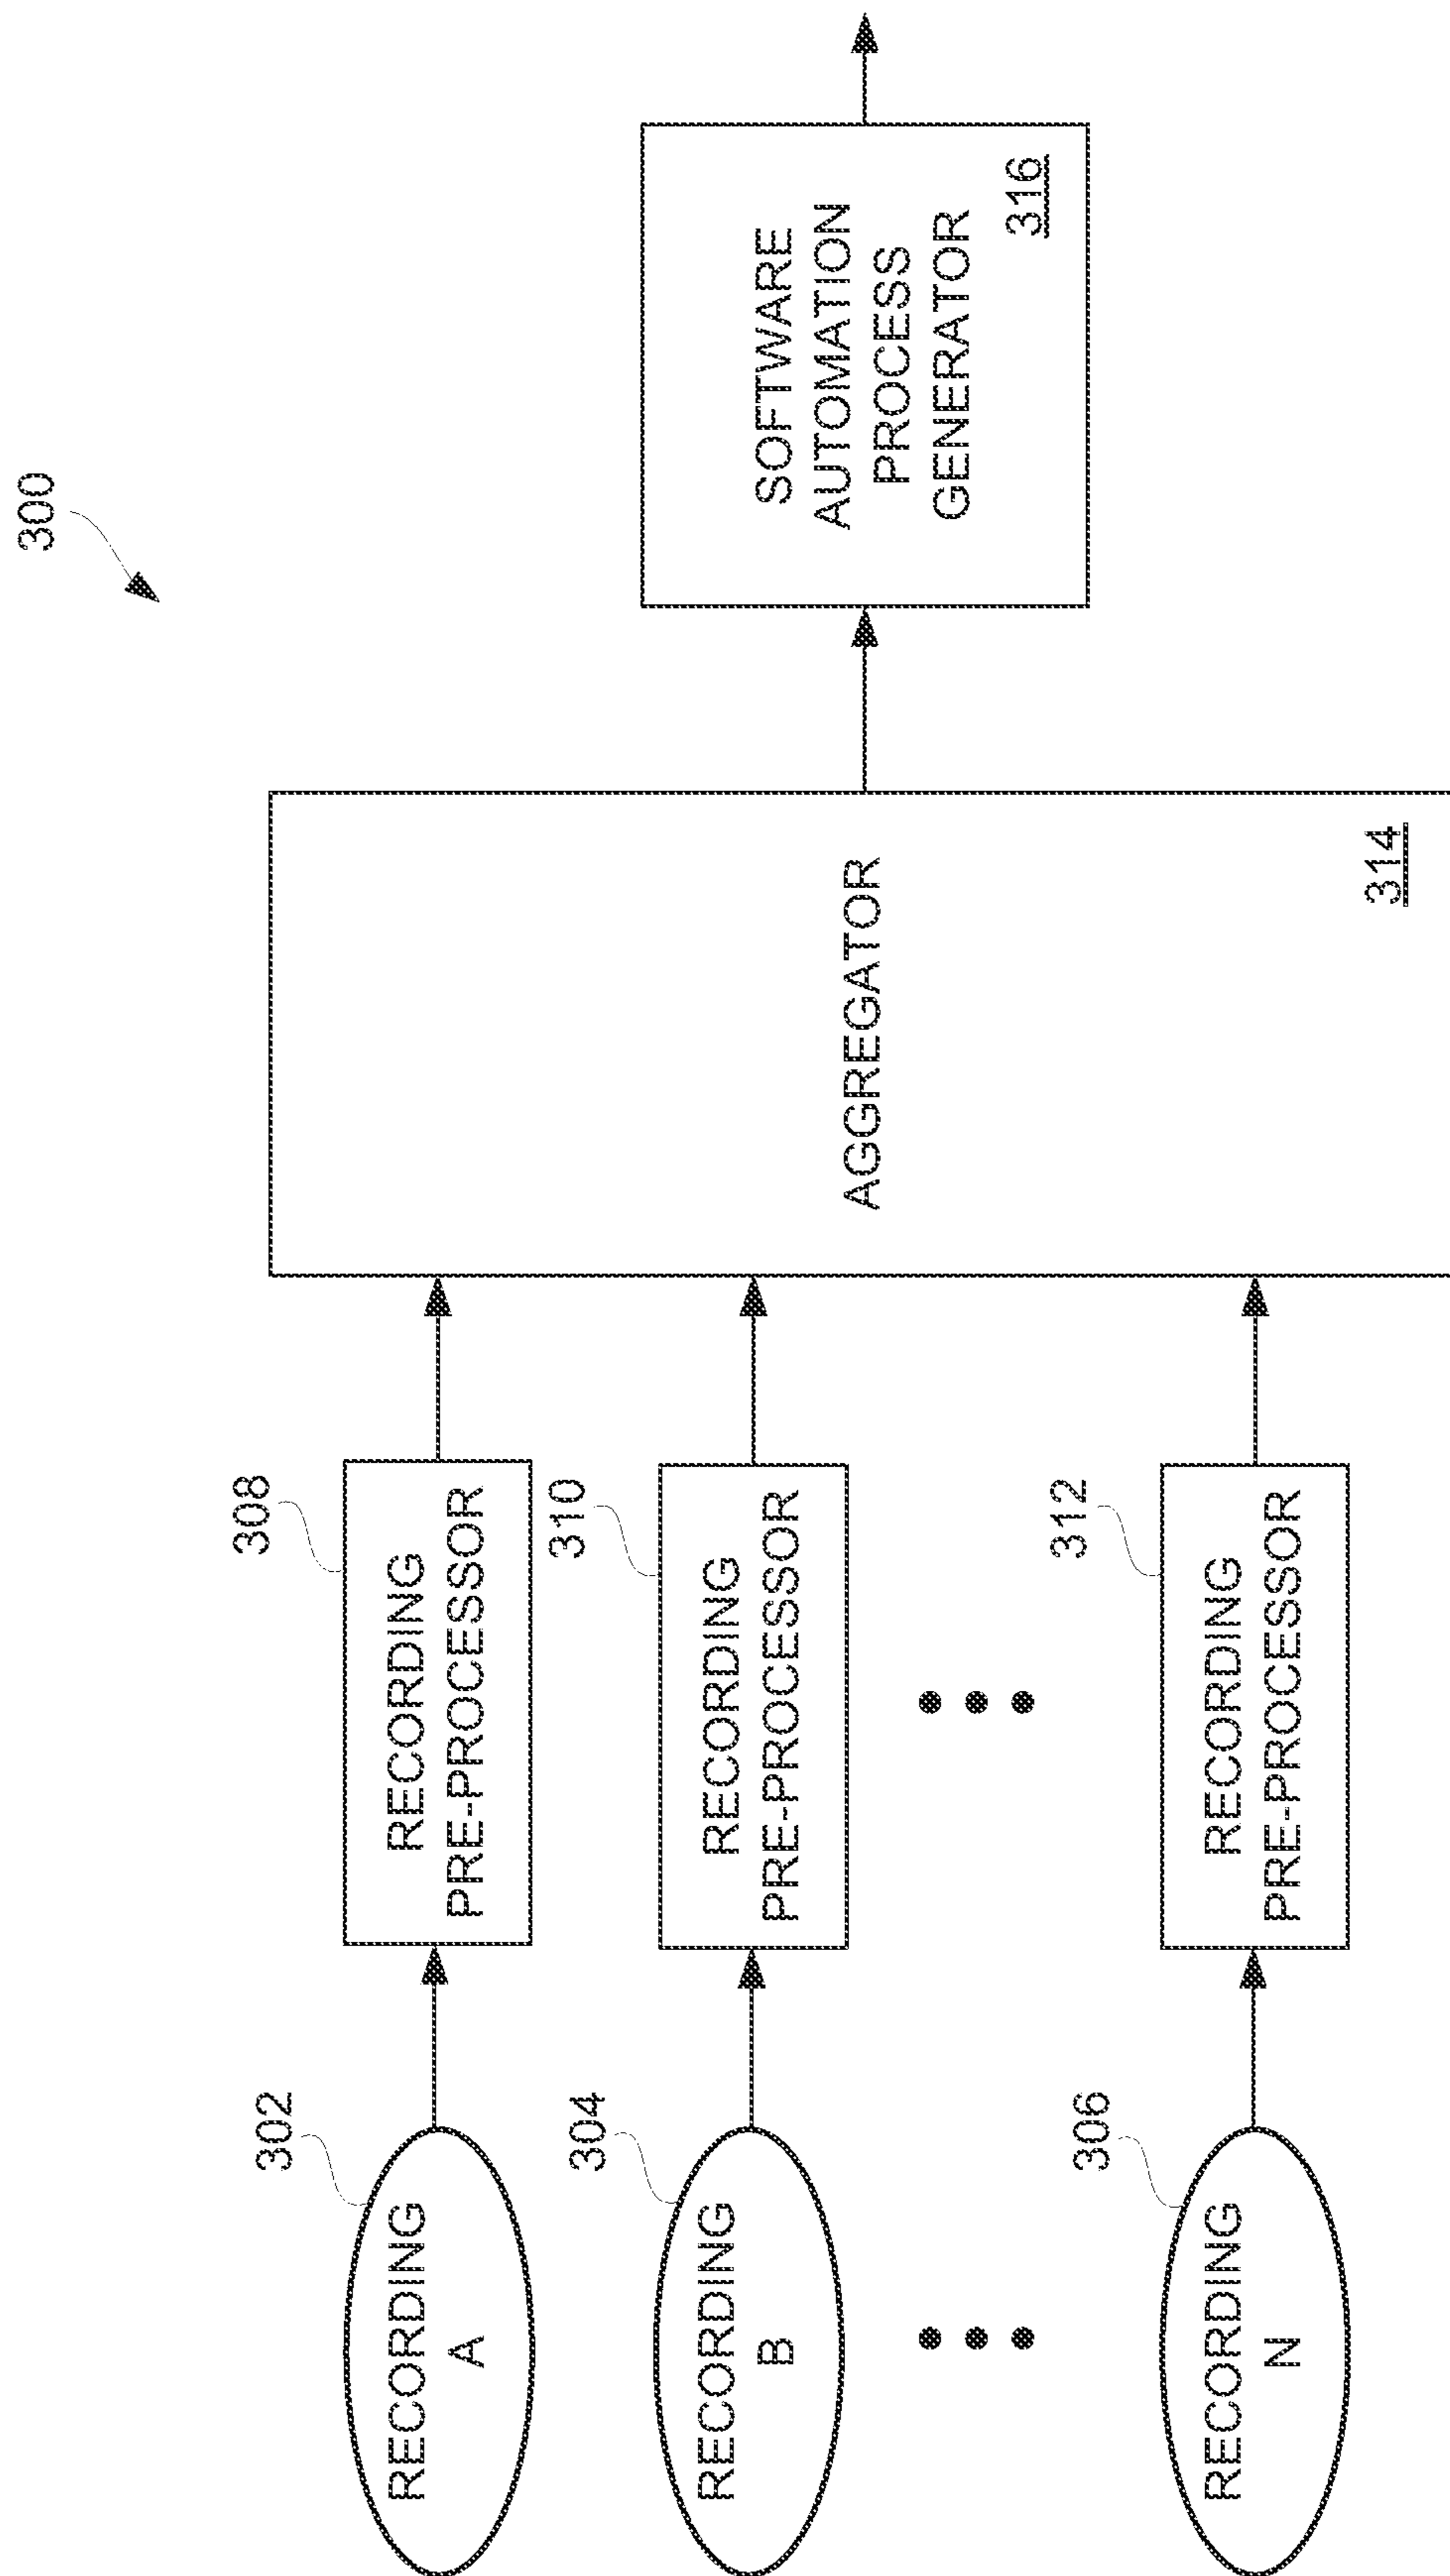 300
302
RECORDING
A
308
RECORDING
PRE-PROCESSOR
304
RECORDING
B
310
RECORDING
PRE-PROCESSOR
306
RECORDING
N
312
RECORDING
PRE-PROCESSOR
AGGREGATOR
314
SOFTWARE
AUTOMATION
PROCESS
GENERATOR
316